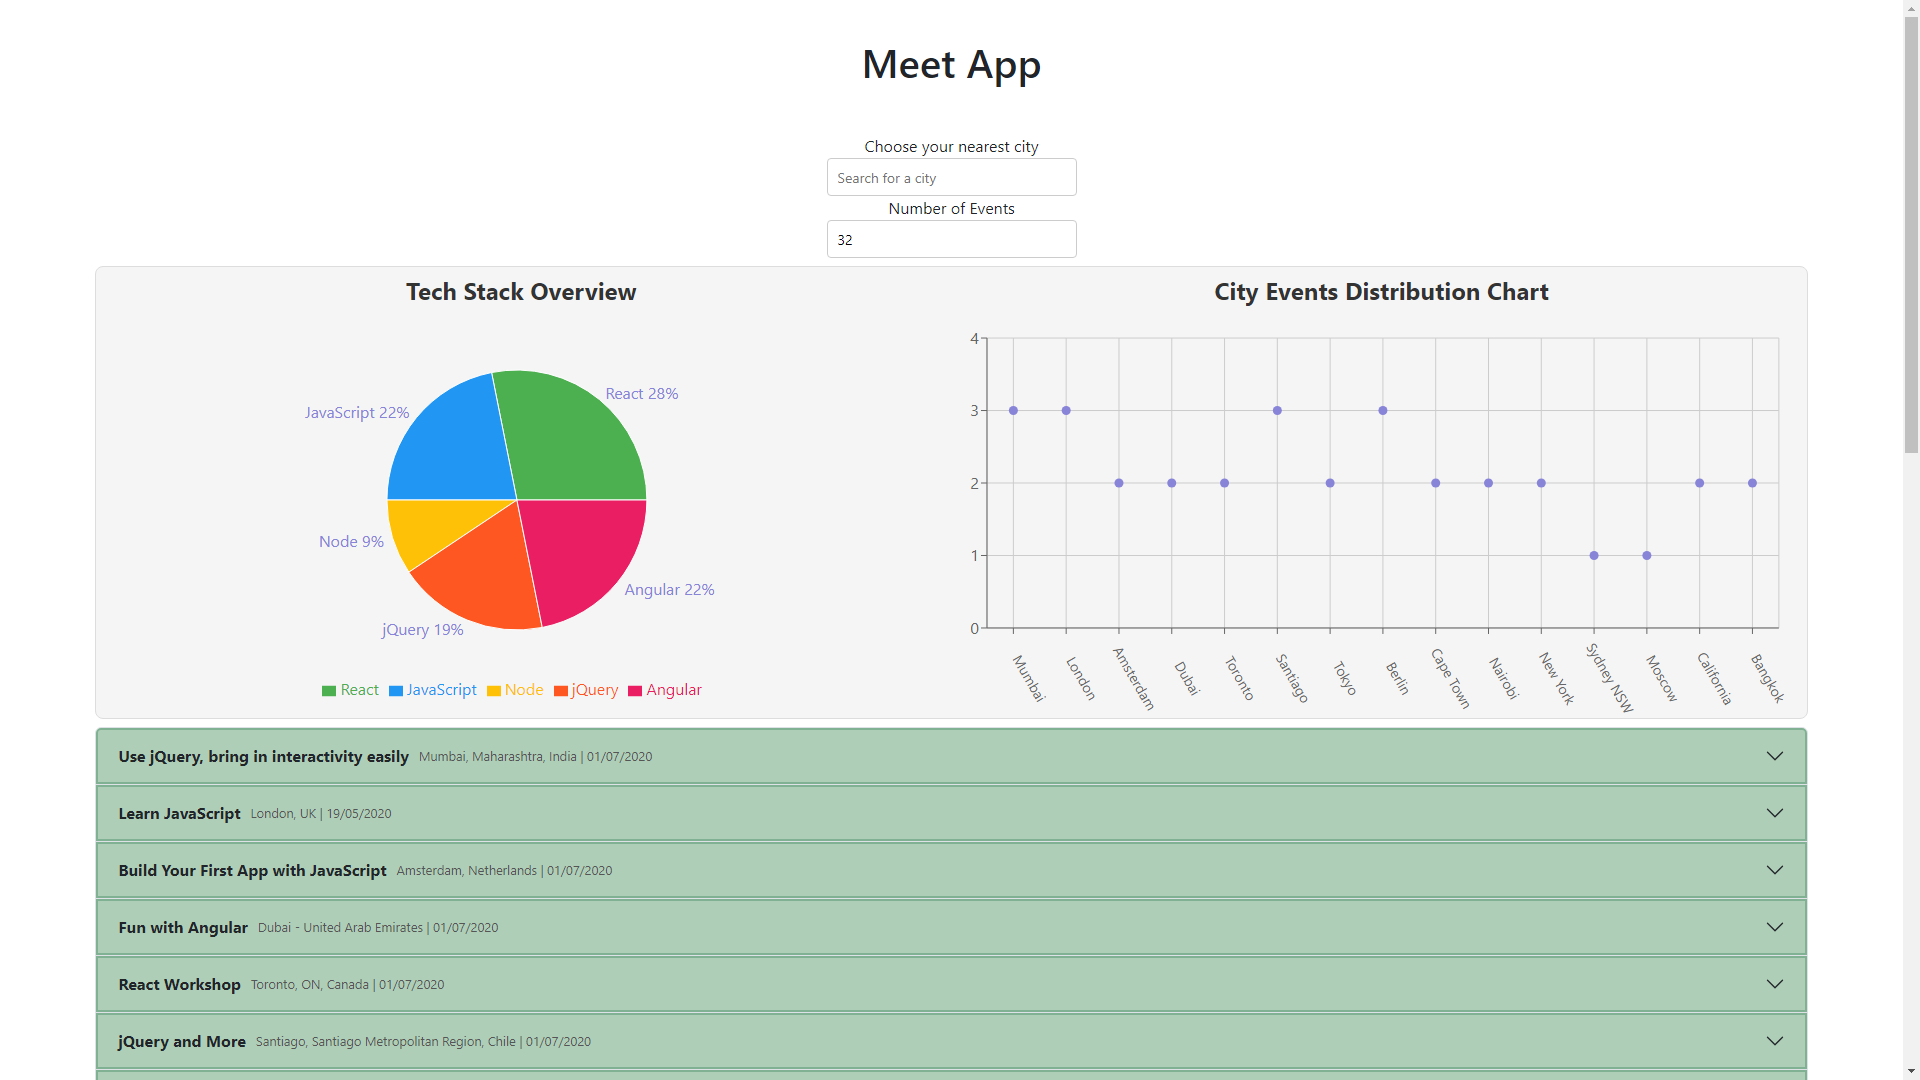 Meet App
Choose your nearest city
Search for a city
Number of Events
32
Tech Stack Overview
React 28%
JavaScript 22%
Node 9%
jQuery 19%
Angular 22%
React JavaScript Node jQuery Angular
City Events Distribution Chart
4
3
2
1
0
Mumbai
London
Amsterdam
Dubai
Toronto
Santiago
Tokyo
Berlin
Cape Town
Nairobi
New York
Sydney NSW
Moscow
California
Bangkok
Use jQuery, bring in interactivity easily Mumbai, Maharashtra, India | 01/07/2020
Learn JavaScript London, UK | 19/05/2020
Build Your First App with JavaScript Amsterdam, Netherlands | 01/07/2020
Fun with Angular Dubai - United Arab Emirates | 01/07/2020
React Workshop Toronto, ON, Canada | 01/07/2020
jQuery and More Santiago, Santiago Metropolitan Region, Chile | 01/07/2020